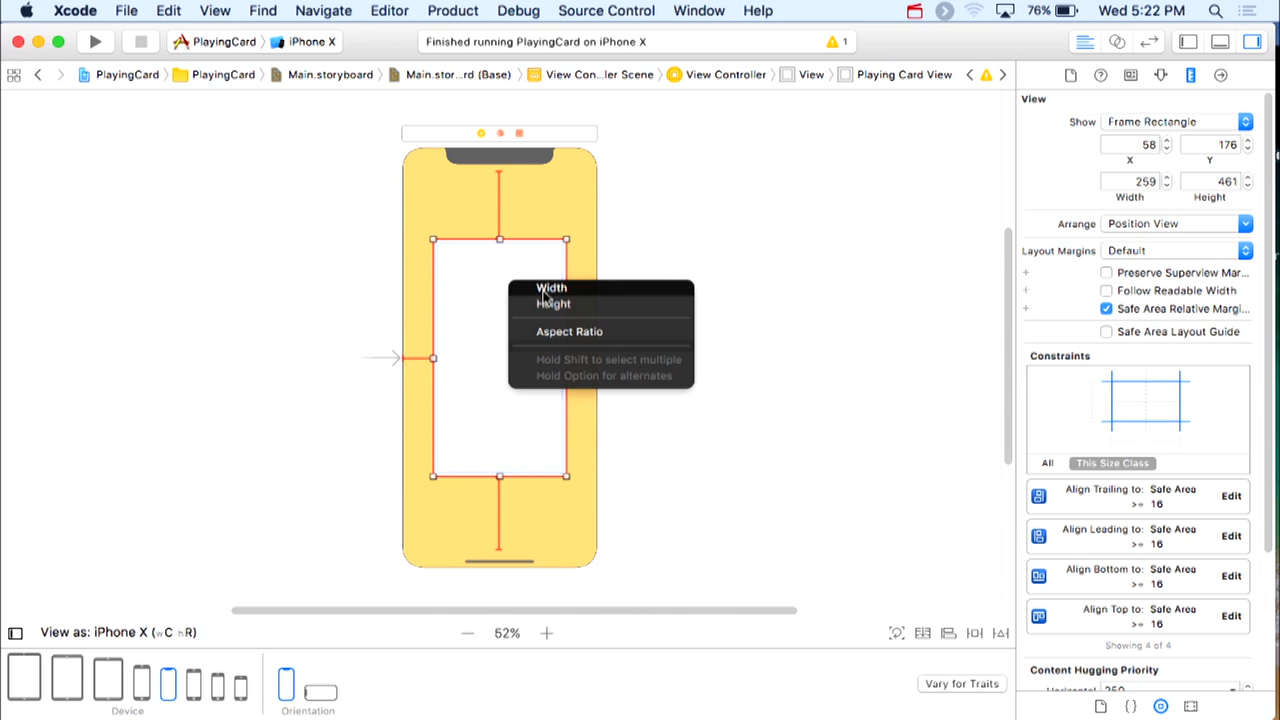 Xcode File Edit View Find Navigate Editor Product Debug Source Control Window Help 76% Wed 5:22 PM
PlayingCard iPhone X Finished running PlayingCard on iPhone X 1
PlayingCard PlayingCard Main.storyboard Main.stor...rd (Base) View Con...ler Scene View Controller View Playing Card View
View
Show Frame Rectangle
58 176
X Y
259 461
Width Height
Arrange Position View
Layout Margins Default
Preserve Superview Mar...
Follow Readable Width
Safe Area Relative Margi...
Safe Area Layout Guide
Constraints
All This Size Class
Align Trailing to: Safe Area
>= 16
Edit
Align Leading to: Safe Area
>= 16
Edit
Align Bottom to: Safe Area
>= 16
Edit
Align Top to: Safe Area
>= 16
Edit
Showing 4 of 4
Content Hugging Priority
Horizontal 250
Width
Height
Aspect Ratio
Hold Shift to select multiple
Hold Option for alternates
View as: iPhone X (wC hR)
52%
Device
Orientation
Vary for Traits